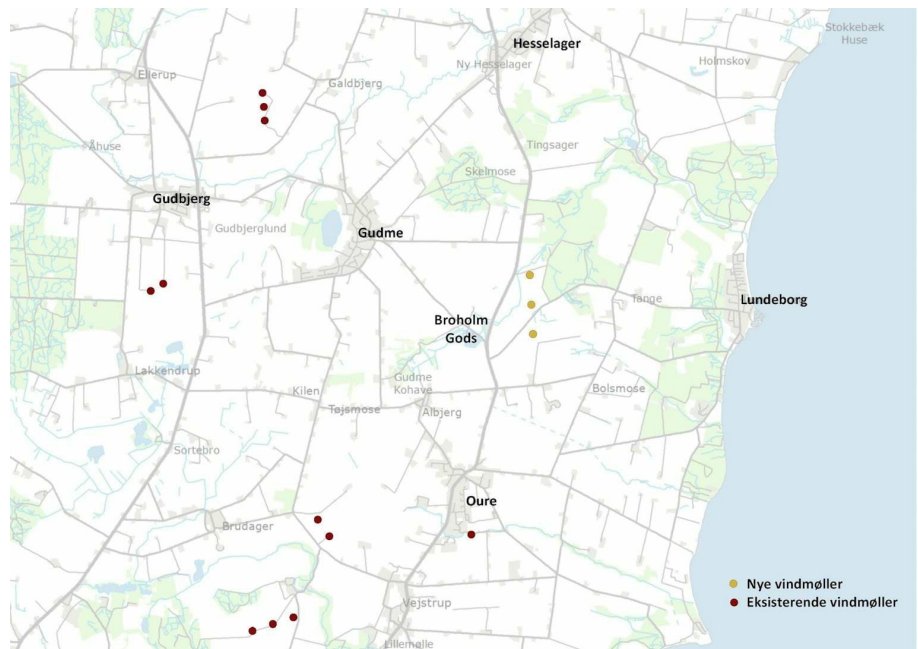 Stokkebæk
Huse
Hesselager
Ny Hesselager
Holmskov
Ellerup
Galdbjerg
Åhuse
Tingsager
Skelmose
Gudbjerg
Gudbjerglund
Gudme
Tange
Lundeborg
Broholm
Gods
Lakkendrup
Kilen
Gudme
Kohave
Bolsmose
Tøjsmose
Albjerg
Sortebro
Oure
Brudager
Vejstrup
Lillemølle
Nye vindmøller
Eksisterende vindmøller